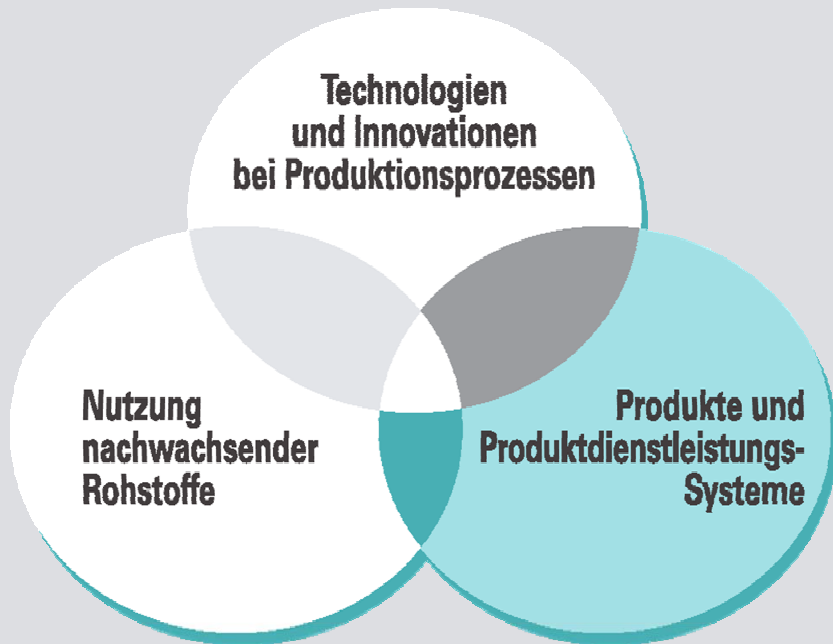 Technologien
und Innovationen
bei Produktionsprozessen
Nutzung
nachwachsender
Rohstoffe
Produkte und
Produktdienstleistungs-
Systeme